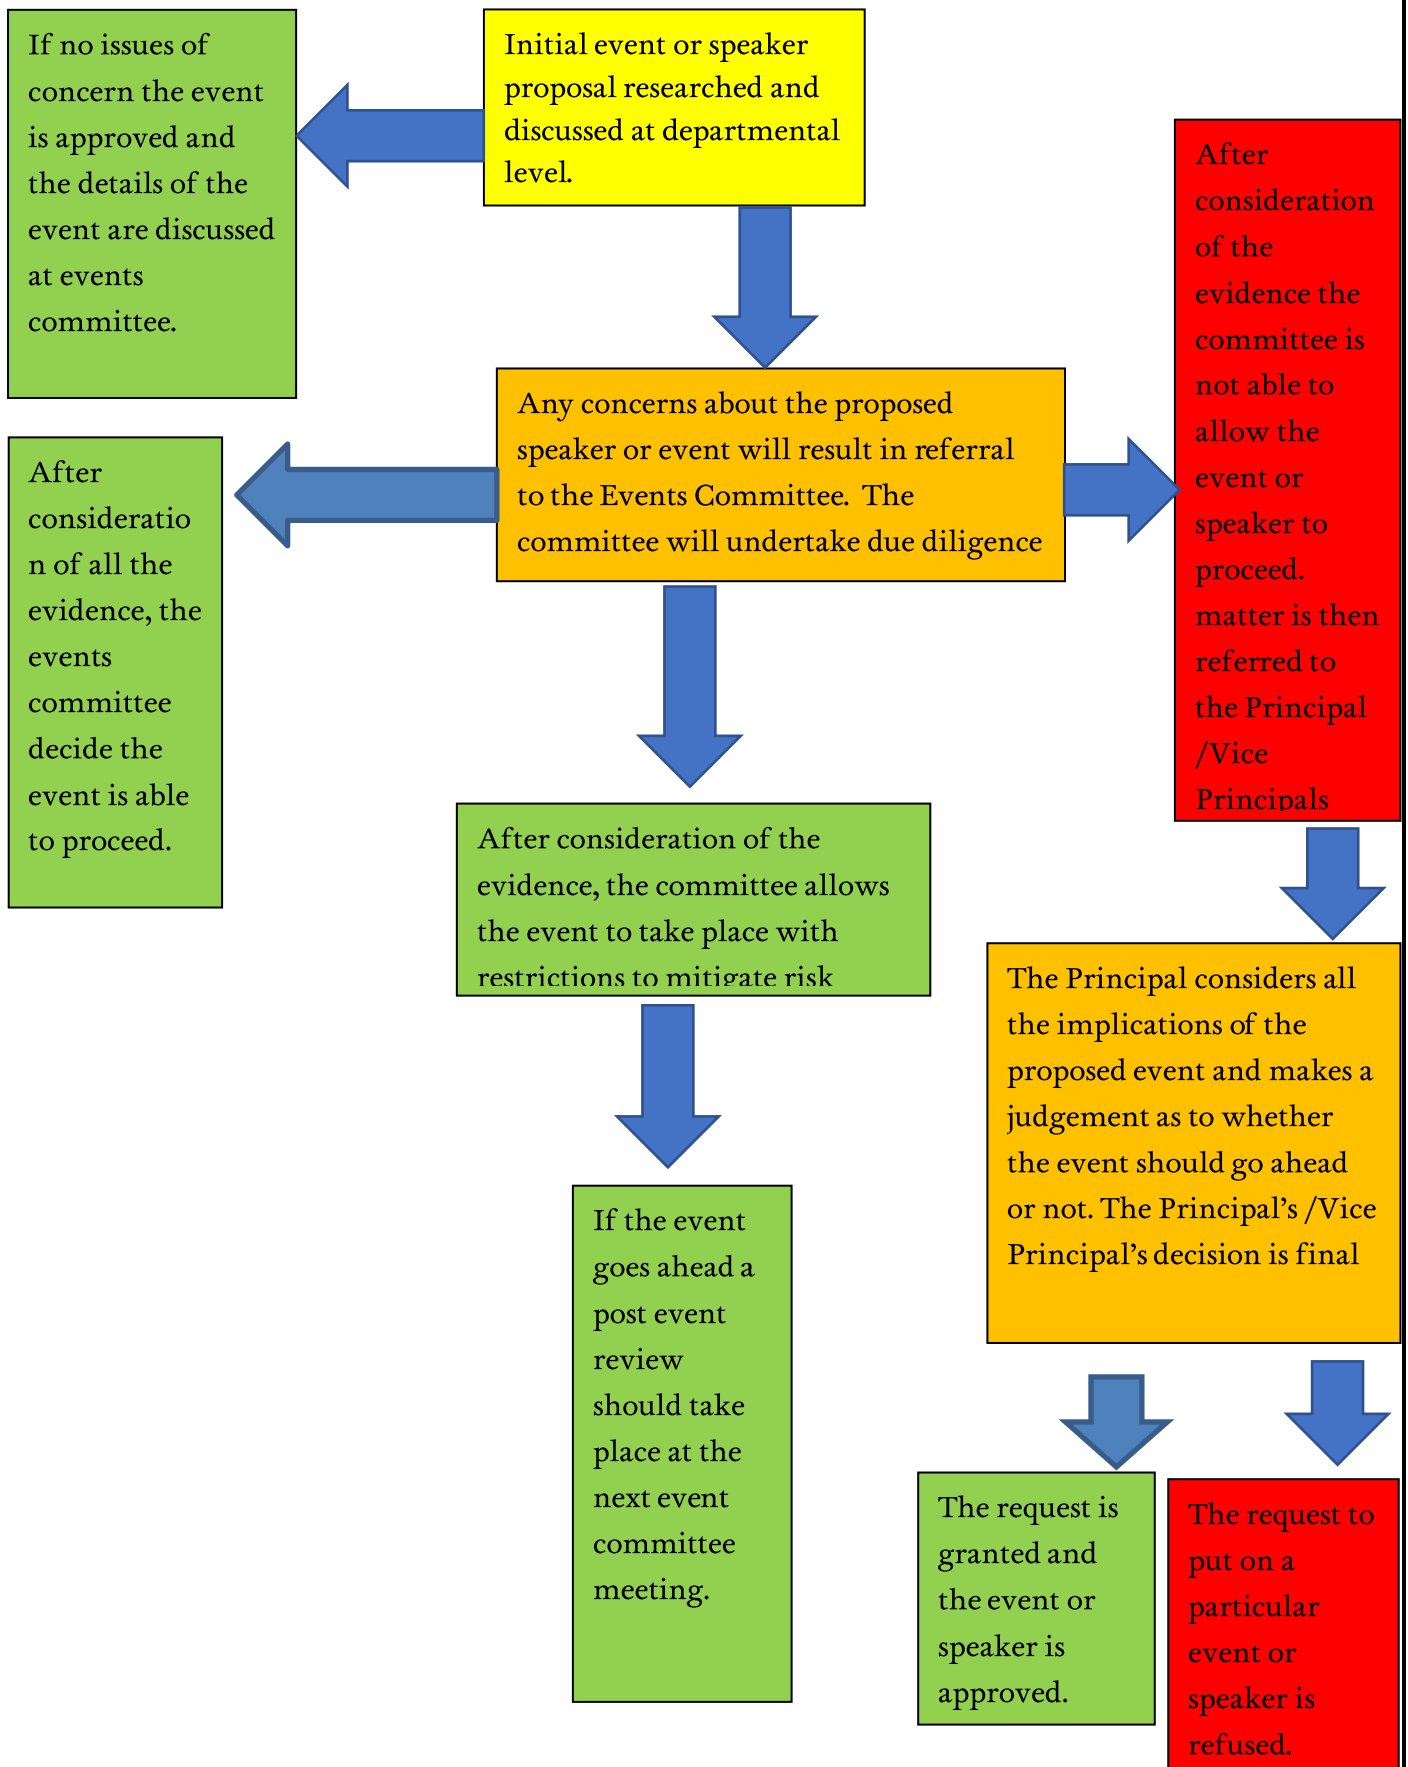 If no issues of
concern the event
is approved and
the details of the
event are discussed
at events
committee.
Initial event or speaker
proposal researched and
discussed at departmental
level.
After
consideration
of the
evidence the
committee is
not able to
allow the
event or
speaker to
proceed.
matter is then
referred to
the Principal
/Vice
Principals
Any concerns about the proposed
speaker or event will result in referral
to the Events Committee.  The
committee will undertake due diligence
After
consideratio
n of all the
evidence, the
events
committee
decide the
event is able
to proceed.
After consideration of the
evidence, the committee allows
the event to take place with
restrictions to mitigate risk
The Principal considers all
the implications of the
proposed event and makes a
judgement as to whether
the event should go ahead
or not. The Principal’s /Vice
Principal’s decision is final
If the event
goes ahead a
post event
review
should take
place at the
next event
committee
meeting.
The request is
granted and
the event or
speaker is
approved.
The request to
put on a
particular
event or
speaker is
refused.